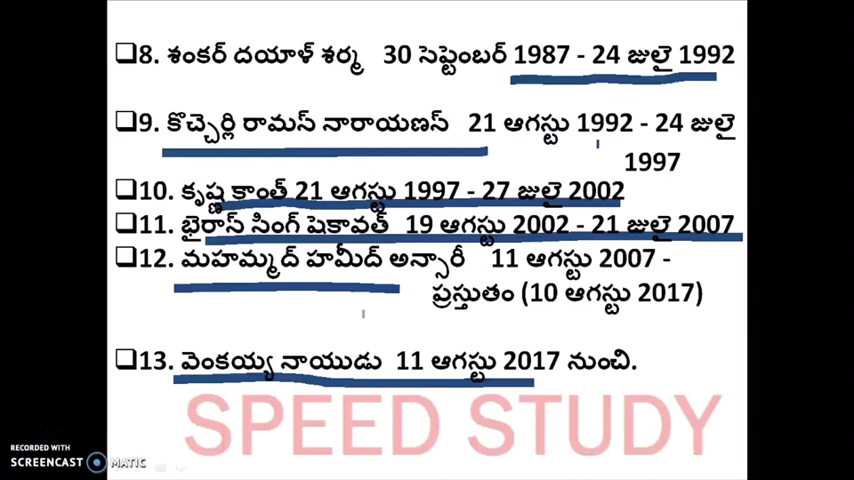 8. శంకర్ దయాళ్ శర్మ 30 సెప్టెంబర్ 1987 - 24 జులై 1992
9. కొచ్చెర్లి రామన్ నారాయణన్ 21 ఆగస్టు 1992 - 24 జులై
1997
10. కృష్ణ కాంత్ 21 ఆగస్టు 1997 - 27 జులై 2002
11. భైరాన్ సింగ్ షెకావత్ 19 ఆగస్టు 2002 - 21 జులై 2007
12. మహమ్మద్ హమీద్ అన్సారీ 11 ఆగస్టు 2007 -
ప్రస్తుతం (10 ఆగస్టు 2017)
13. వెంకయ్య నాయుడు 11 ఆగస్టు 2017 నుంచి.
SPEED STUDY
RECORDED WITH
SCREENCAST MATIC